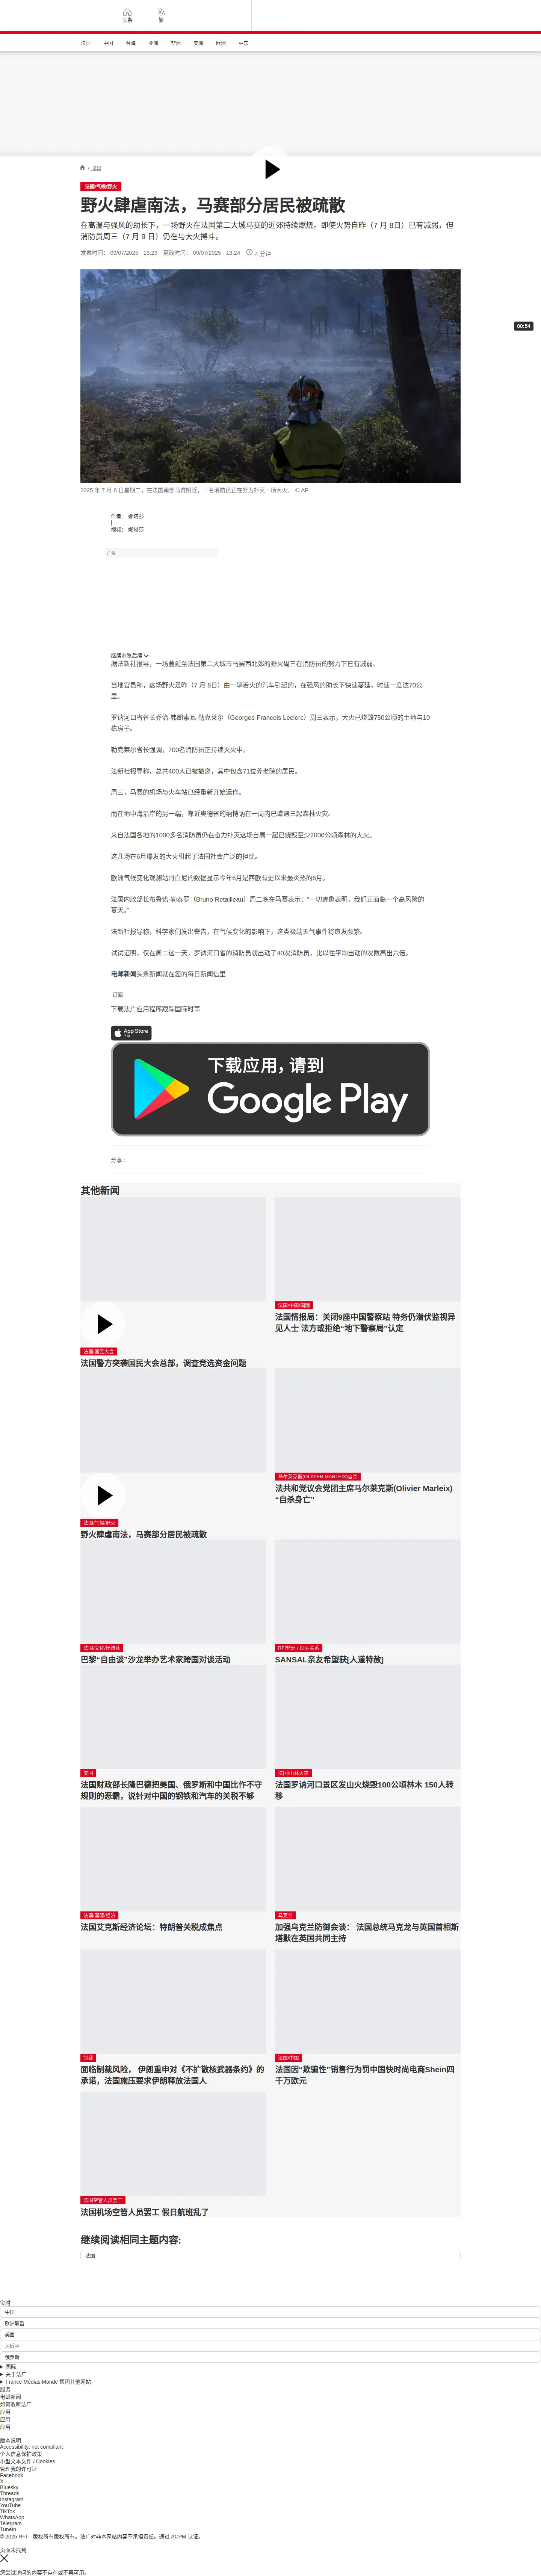 头条
繁
法国
中国
台海
亚洲
非洲
美洲
欧洲
中东
/ 法国
法国/气候/野火
野火肆虐南法，马赛部分居民被疏散
在高温与强风的助长下，一场野火在法国第二大城马赛的近郊持续燃烧。即使火势自昨（7 月 8日）已有减弱，但
消防员周三（7 月 9 日）仍在与大火搏斗。
发表时间： 09/07/2025 - 13:23 更改时间： 09/07/2025 - 13:24 4 分钟
00:54
2025 年 7 月 8 日星期二，在法国南部马赛附近，一名消防员正在努力扑灭一场大火。 © AP
作者： 娜塔莎
|
视频： 娜塔莎
广告
继续浏览后续
据法新社报导，一场蔓延至法国第二大城市马赛西北郊的野火周三在消防员的努力下已有减弱。
当地官员称，这场野火是昨（7 月 8日）由一辆着火的汽车引起的，在强风的助长下快速蔓延，时速一度达70公
里。
罗讷河口省省长乔治·弗朗索瓦·勒克莱尔（Georges-Francois Leclerc）周三表示，大火已烧毁750公顷的土地与10
栋房子。
勒克莱尔省长强调，700名消防员正持续灭火中。
法新社报导称，总共400人已被撤离，其中包含71位养老院的居民。
周三，马赛的机场与火车站已经重新开始运作。
而在地中海沿岸的另一端，靠近奥德省的纳博讷在一周内已遭遇三起森林火灾。
来自法国各地的1000多名消防员仍在奋力扑灭这场自周一起已烧毁至少2000公顷森林的大火。
这几场在6月爆发的大火引起了法国社会广泛的担忧。
欧洲气候变化观测站哥白尼的数据显示今年6月是西欧有史以来最炎热的6月。
法国内政部长布鲁诺·勒泰罗（Bruno Retailleau）周二晚在马赛表示："一切迹象表明，我们正面临一个高风险的
夏天。"
法新社报导称，科学家们发出警告，在气候变化的影响下，这类极端天气事件将愈发频繁。
试试证明，仅在周二这一天，罗讷河口省的消防员就出动了40次消防员，比以往平均出动的次数高出六倍。
电邮新闻头条新闻就在您的每日新闻信里
订阅
下载法广应用程序跟踪国际时事
App Store
下载
下载应用，请到
Google Play
分享 :
其他新闻
法国/国民大会
法国警方突袭国民大会总部，调查竞选资金问题
法国/中国/国际
法国情报局：关闭9座中国警察站 特务仍潜伏监视异
见人士 法方或拒绝“地下警察局”认定
法国/气候/野火
野火肆虐南法，马赛部分居民被疏散
马尔莱克斯(OLIVIER MARLEIX)自杀
法共和党议会党团主席马尔莱克斯(Olivier Marleix)
“自杀身亡”
法国/文化/韩话荟
巴黎“自由谈”沙龙举办艺术家跨国对谈活动
RFI亚洲 / 国际关系
SANSAL亲友希望获[人道特赦]
美国
法国财政部长隆巴德把美国、俄罗斯和中国比作不守
规则的恶霸，说针对中国的钢铁和汽车的关税不够
法国/山林火灾
法国罗讷河口景区发山火烧毁100公顷林木 150人转
移
法国/国际/经济
法国艾克斯经济论坛：特朗普关税成焦点
乌克兰
加强乌克兰防御会谈： 法国总统马克龙与英国首相斯
塔默在英国共同主持
制裁
面临制裁风险， 伊朗重申对《不扩散核武器条约》的
承诺，法国施压要求伊朗释放法国人
法国/中国
法国因“欺骗性”销售行为罚中国快时尚电商Shein四
千万欧元
法国空管人员罢工
法国机场空管人员罢工 假日航班乱了
继续阅读相同主题内容:
法国
实时
中国
欧洲联盟
美国
习近平
俄罗斯
国际
关于法广
France Médias Monde 集团其他网站
服务
电邮新闻
如何收听法广
应用
应用
应用
版本说明
Accessibility: not compliant
个人信息保护政策
小型文本文件 / Cookies
管理我的许可证
Facebook
X
Bluesky
Threads
Instagram
YouTube
TikTok
WhatsApp
Telegram
TuneIn
© 2025 RFI – 版权所有版权所有。法广对非本网站内容不承担责任。通过 ACPM 认证。
页面未找到
您尝试访问的内容不存在或不再可用。